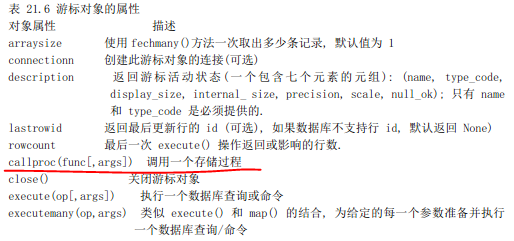 表 21.6 游标对象的属性
对象属性 描述
arraysize 使用 fechmany()方法一次取出多少条记录, 默认值为 1
connectionn 创建此游标对象的连接(可选)
description 返回游标活动状态(一个包含七个元素的元组): (name, type_code,
display_size, internal_ size, precision, scale, null_ok); 只有 name
和 type_code 是必须提供的.
lastrowid 返回最后更新行的 id (可选), 如果数据库不支持行 id, 默认返回 None)
rowcount 最后一次 execute() 操作返回或影响的行数.
callproc(func[,args]) 调用一个存储过程
close() 关闭游标对象
execute(op[,args]) 执行一个数据库查询或命令
executemany(op,args) 类似 execute() 和 map() 的结合, 为给定的每一个参数准备并执行
一个数据库查询/命令